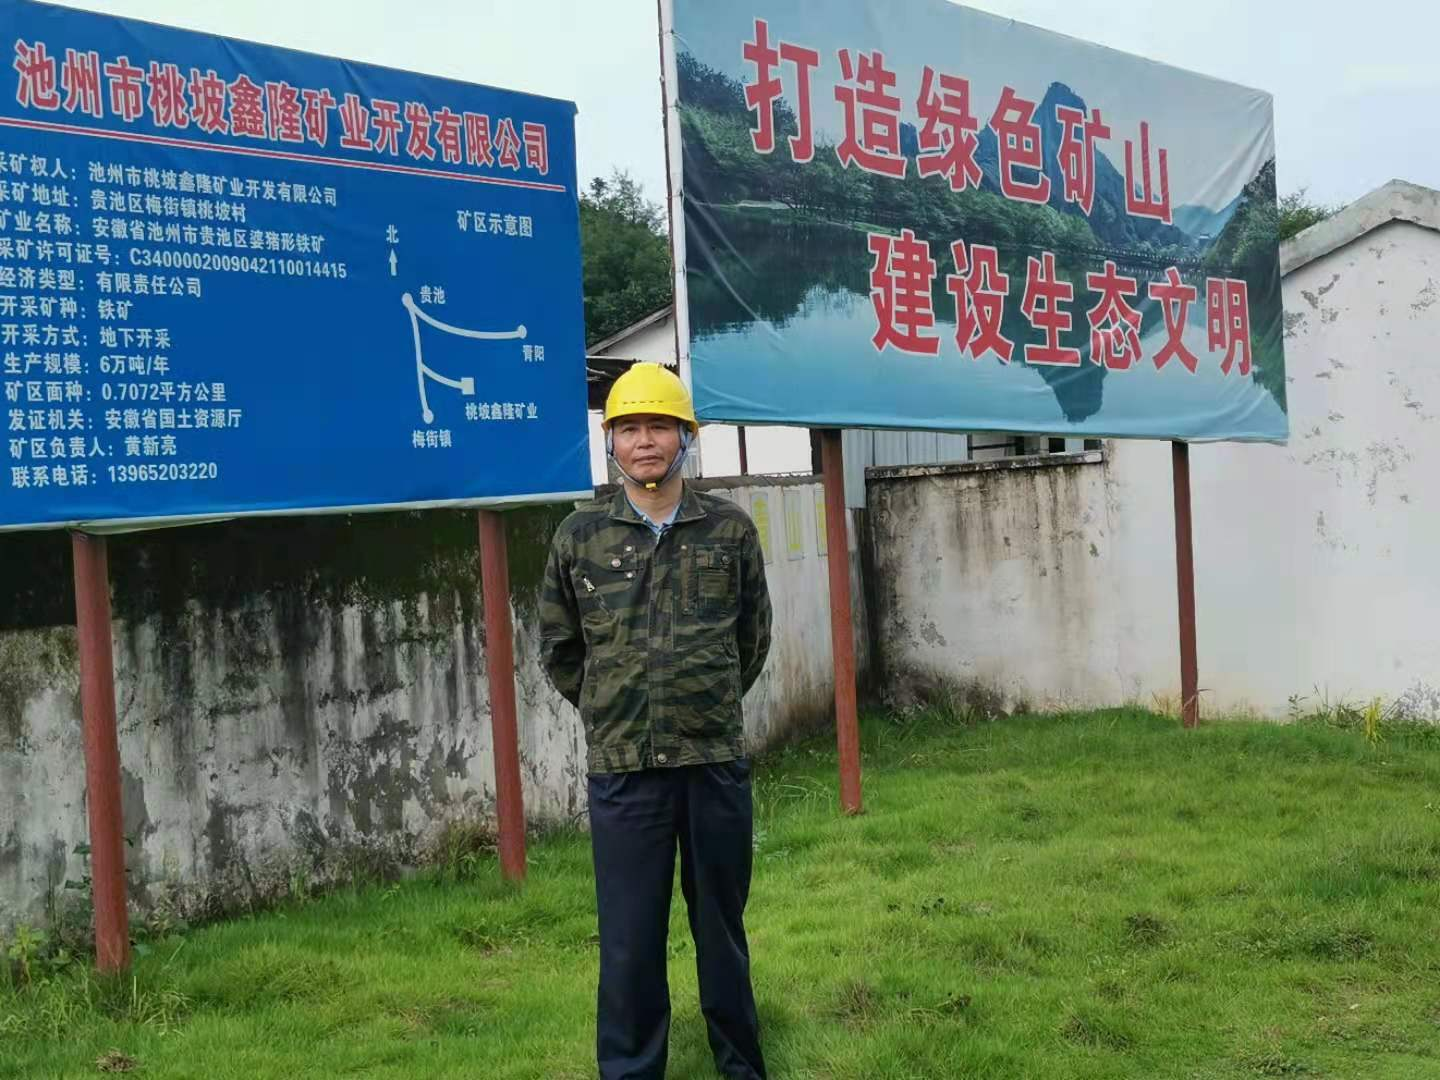 池州市桃坡鑫隆矿业开发有限公司
采矿权人：池州市桃坡鑫隆矿业开发有限公司
采矿地址：贵池区梅街镇桃坡村
矿业名称：安徽省池州市贵池区婆猪形铁矿
采矿许可证号：C3400002009042110014415
经济类型：有限责任公司
开采矿种：铁矿
开采方式：地下开采
生产规模：6万吨/年
矿区面种：0.7072平方公里
发证机关：安徽省国土资源厅
矿区负责人：黄新亮
联系电话：13965203220
矿区示意图
北
贵池
青阳
桃坡鑫隆矿业
梅街镇
打造绿色矿山
建设生态文明